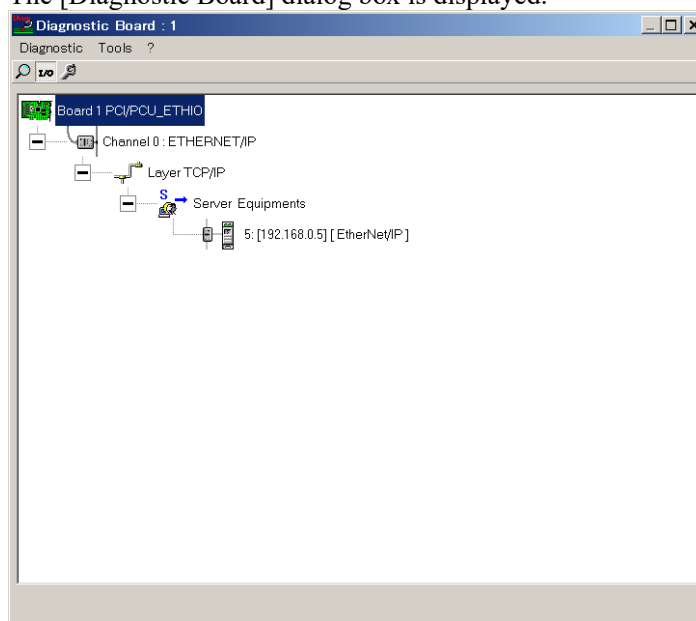 The [Diagnostic Board] dialog box is displayed.
Diagnostic Board : 1
Diagnostic Tools ?
I/O
Board 1 PCI/PCU_ETHIO
Channel 0 : ETHERNET/IP
Layer TCP/IP
S
Server Equipments
5: [192.168.0.5] [ EtherNet/IP ]